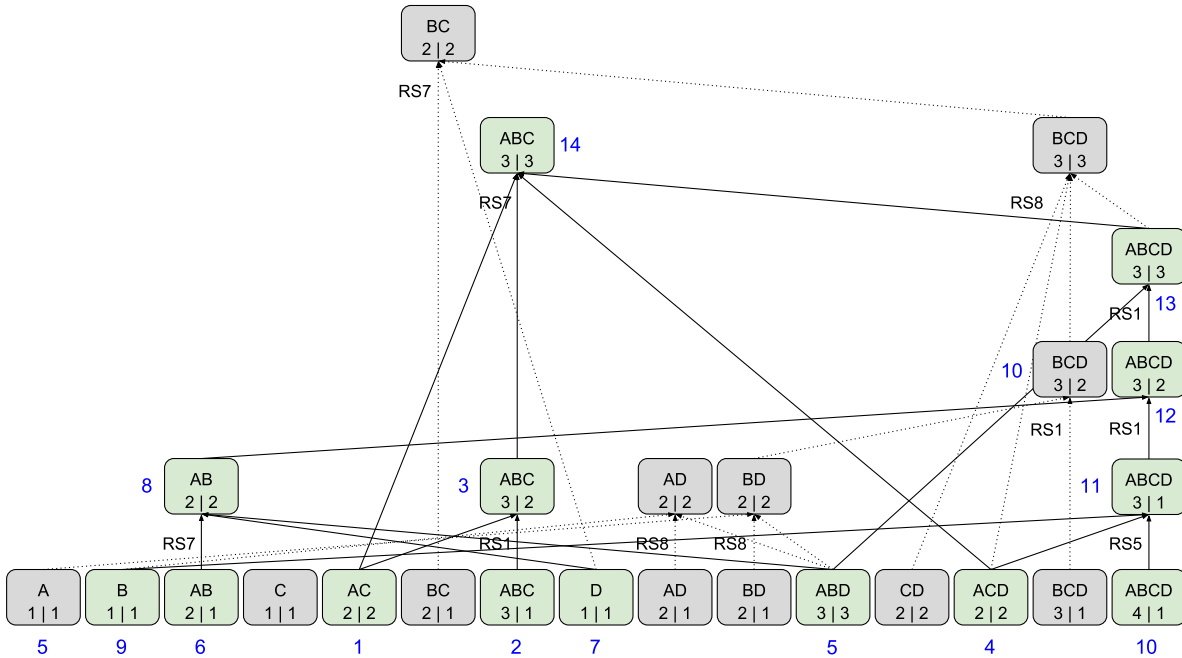 BC
2 | 2
RS7
ABC
3 | 3
14
BCD
3 | 3
RS7
RS8
ABCD
3 | 3
13
RS1
10
BCD
3 | 2
ABCD
3 | 2
12
RS1
RS1
8
AB
2 | 2
3
ABC
3 | 2
AD
2 | 2
BD
2 | 2
11
ABCD
3 | 1
RS7
RS1
RS8
RS8
RS5
A
1 | 1
B
1 | 1
AB
2 | 1
C
1 | 1
AC
2 | 2
BC
2 | 1
ABC
3 | 1
D
1 | 1
AD
2 | 1
BD
2 | 1
ABD
3 | 3
CD
2 | 2
ACD
2 | 2
BCD
3 | 1
ABCD
4 | 1
5
9
6
1
2
7
5
4
10